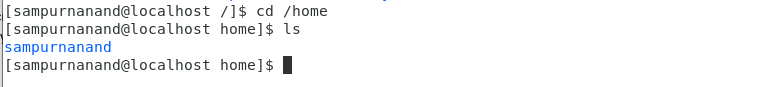 [sampurnanand@localhost /]$ cd /home
[sampurnanand@localhost home]$ ls
sampurnanand
[sampurnanand@localhost home]$